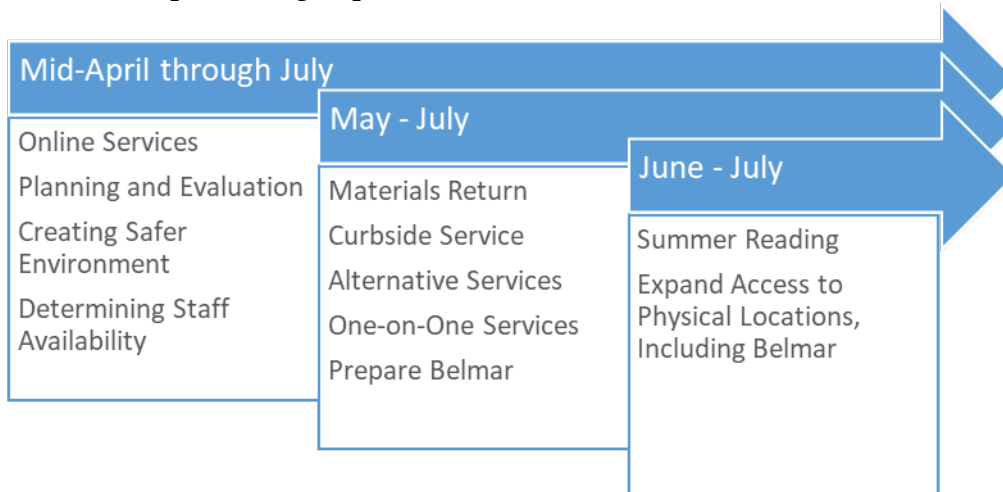 Mid-April through July
Online Services
Planning and Evaluation
Creating Safer
Environment
Determining Staff
Availability
May - July
Materials Return
Curbside Service
Alternative Services
One-on-One Services
Prepare Belmar
June - July
Summer Reading
Expand Access to
Physical Locations,
Including Belmar